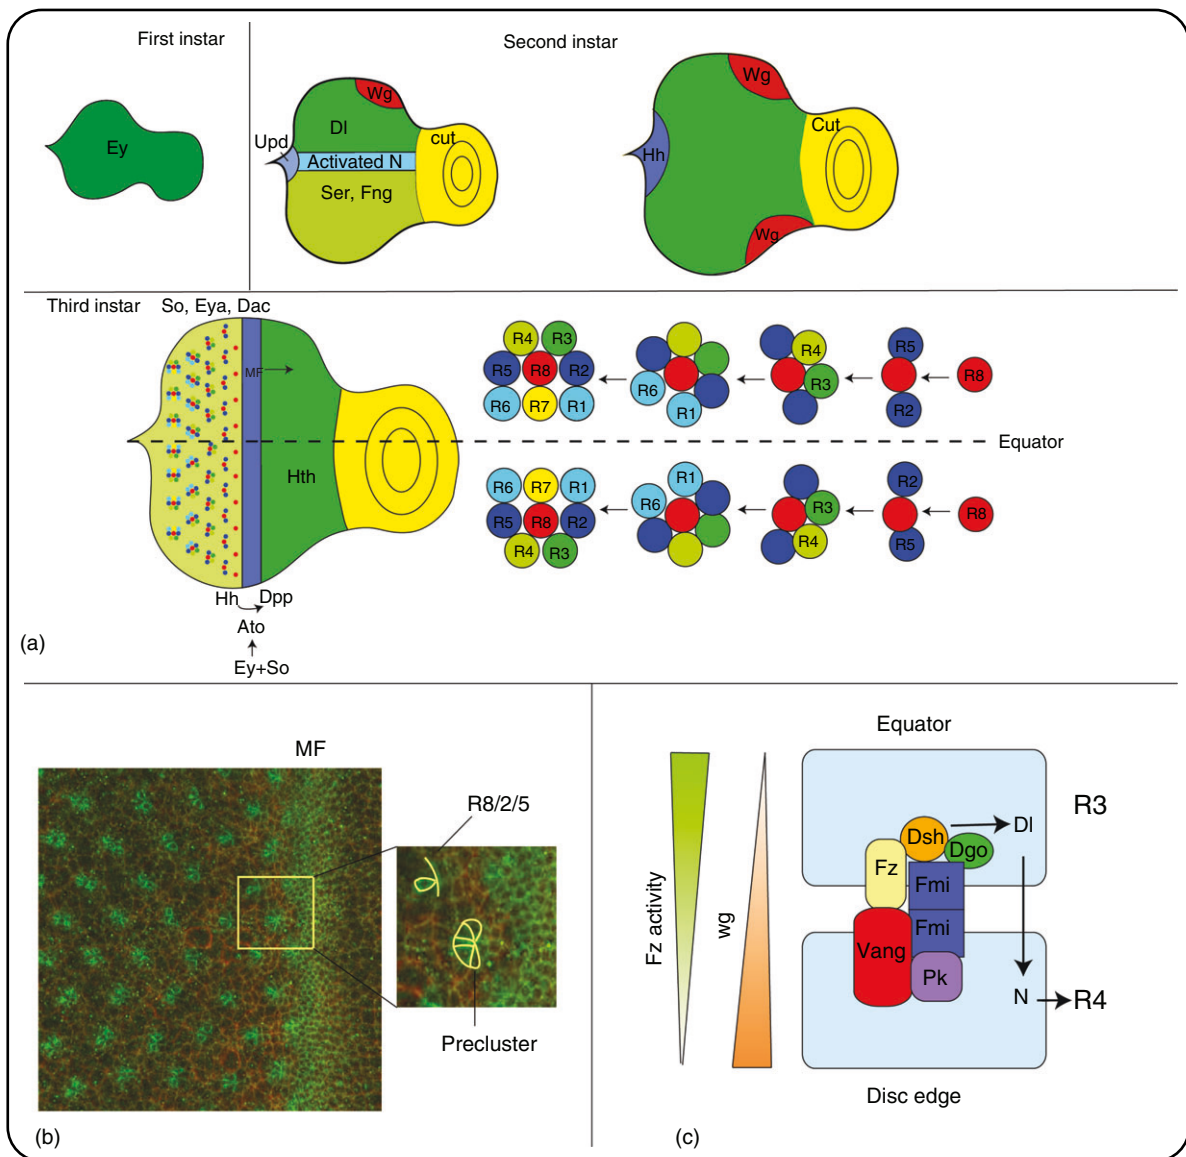 First instar
Ey
Second instar
Wg
Dl
Upd
Activated N
cut
Ser, Fng
Wg
Hh
Cut
Wg
Third instar
So, Eya, Dac
MF
Hth
Hh
Dpp
Ato
Ey+So
R4 R3
R5 R8 R2
R6 R7 R1
R6
R1
R4
R3
R5
R2
R8
Equator
R6 R7 R1
R5 R8 R2
R4 R3
R1
R6
R3
R4
R2
R5
R8
(a)
MF
R8/2/5
Precluster
(b)
Equator
Fz activity
wg
R3
Dsh
Dl
Dgo
Fz
Fmi
Fmi
Vang
Pk
N
R4
Disc edge
(c)